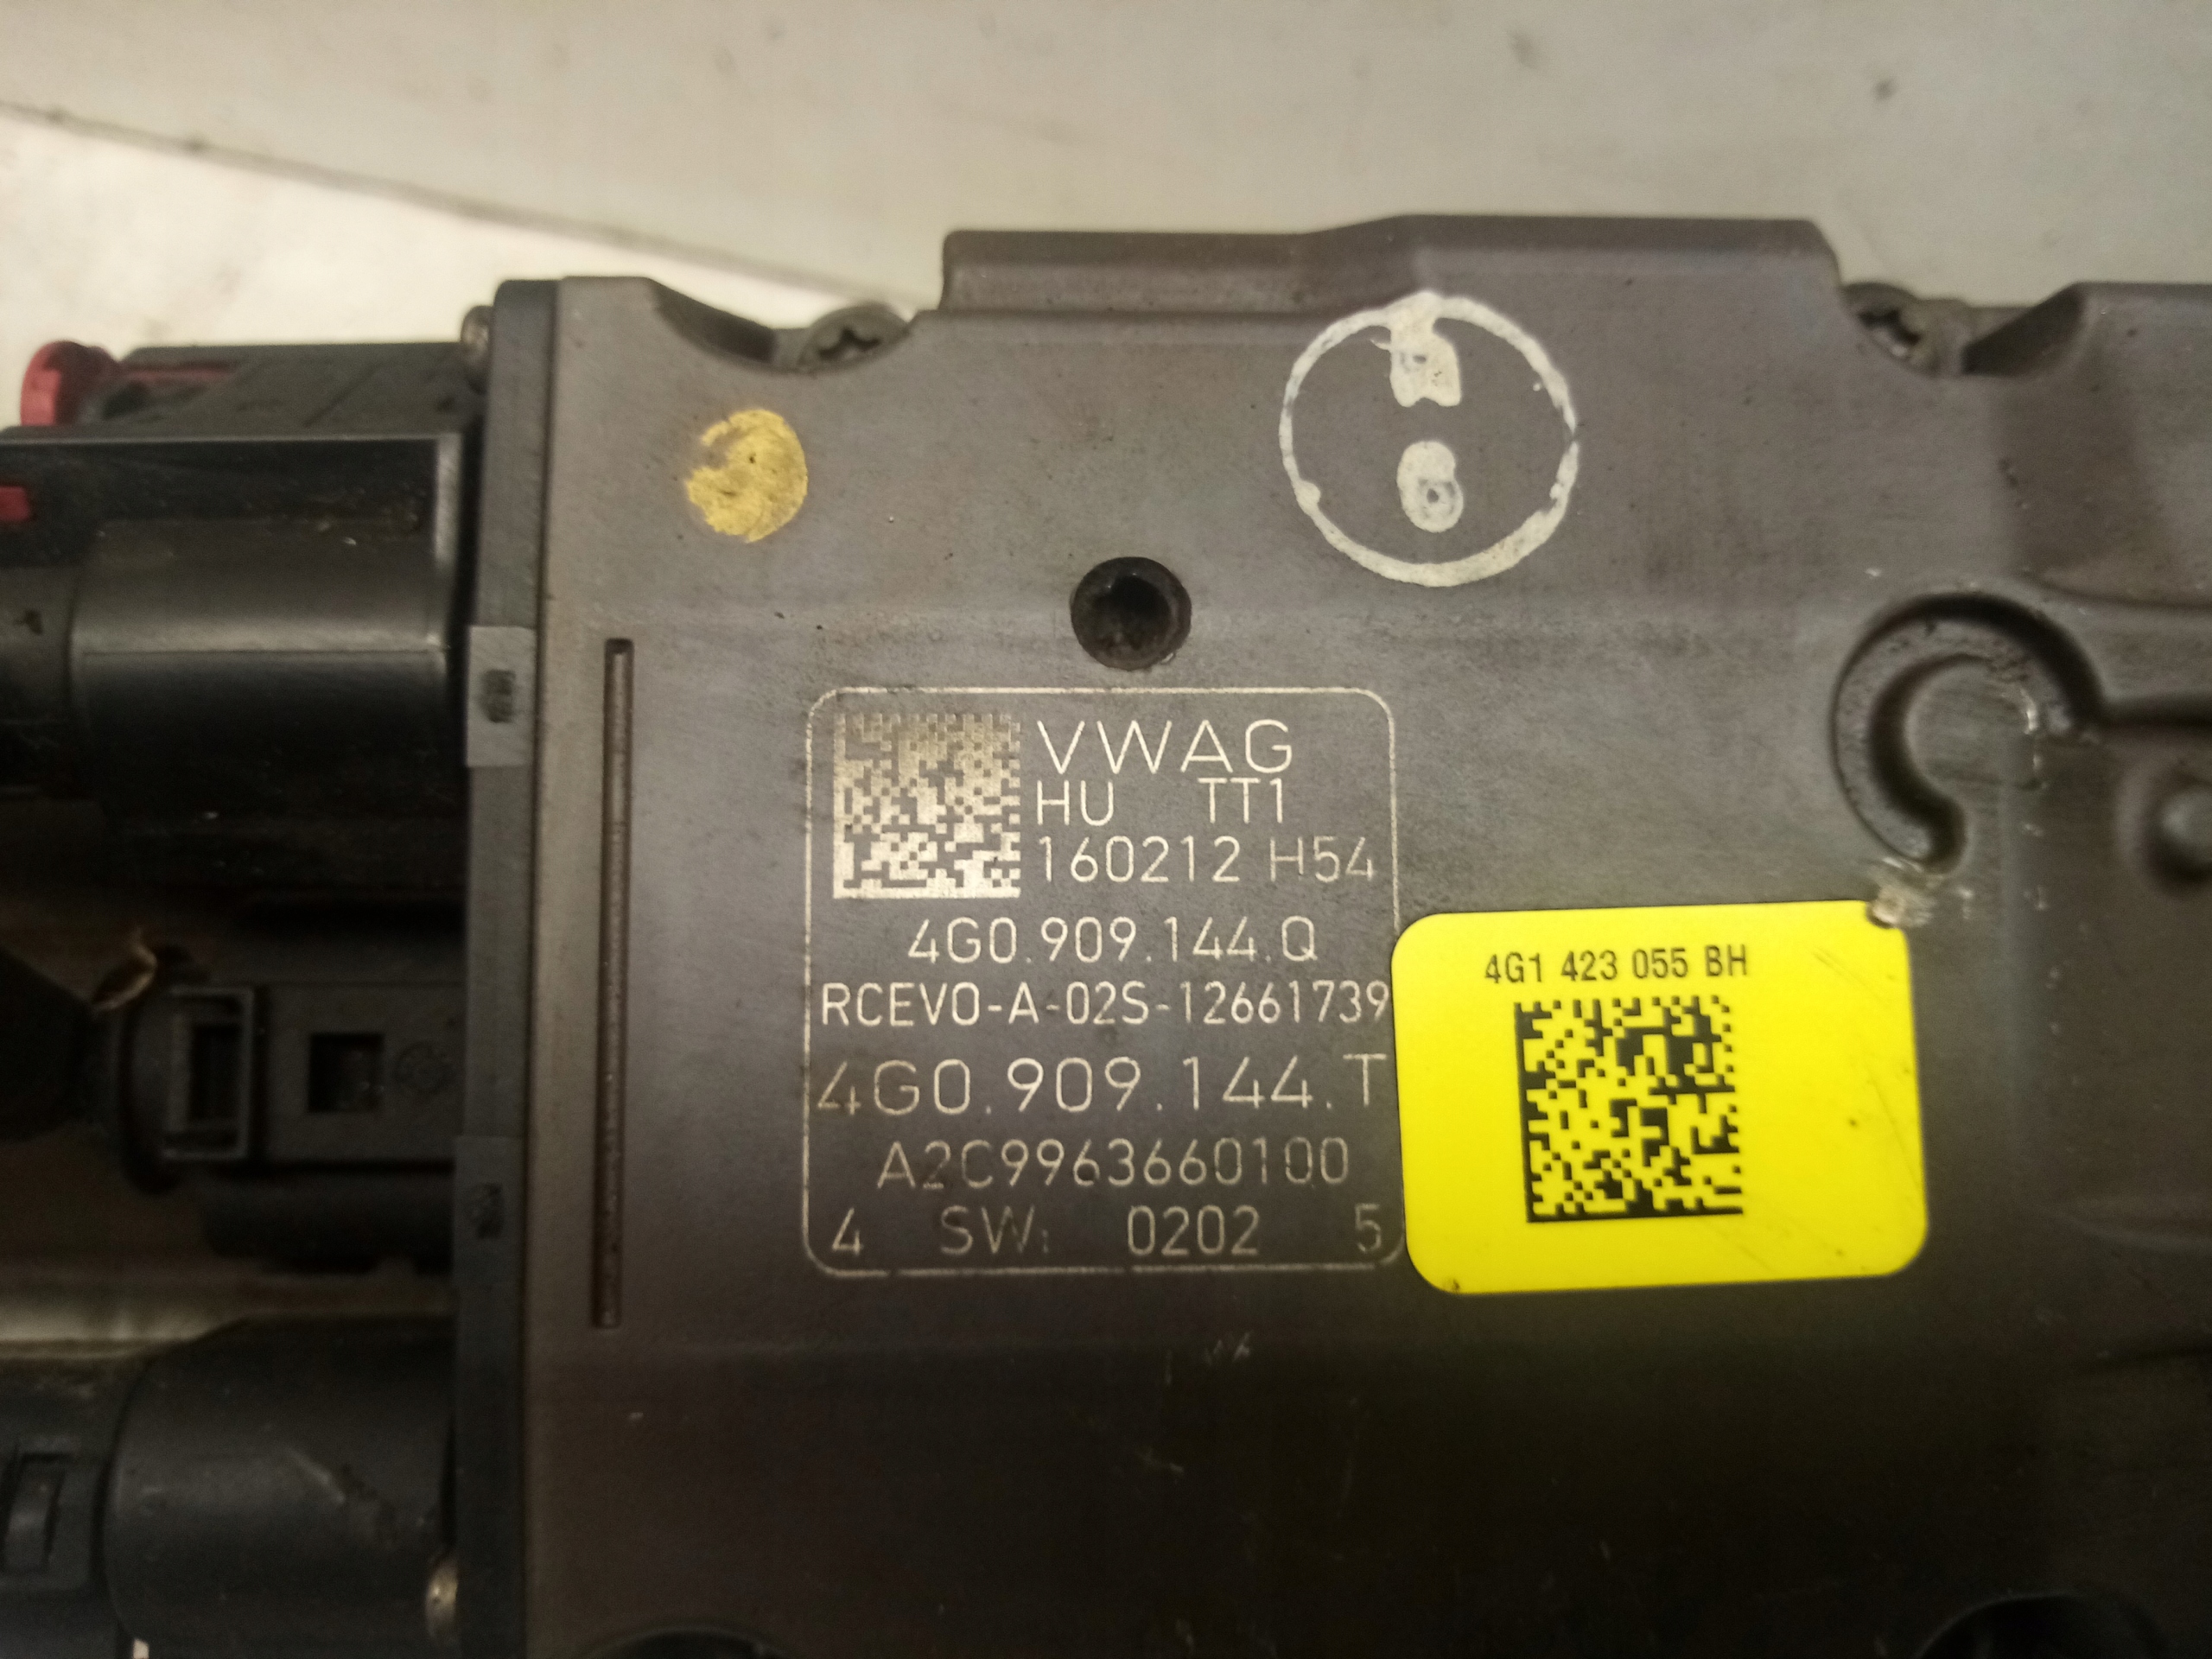 VWAG
HU TT1
160212 H54
4G0.909.144.Q
RCEVO-A-02S-12661739
4G0.909.144.T
A2C9963660100
4 SW: 0202 5
4G1 423 055 BH